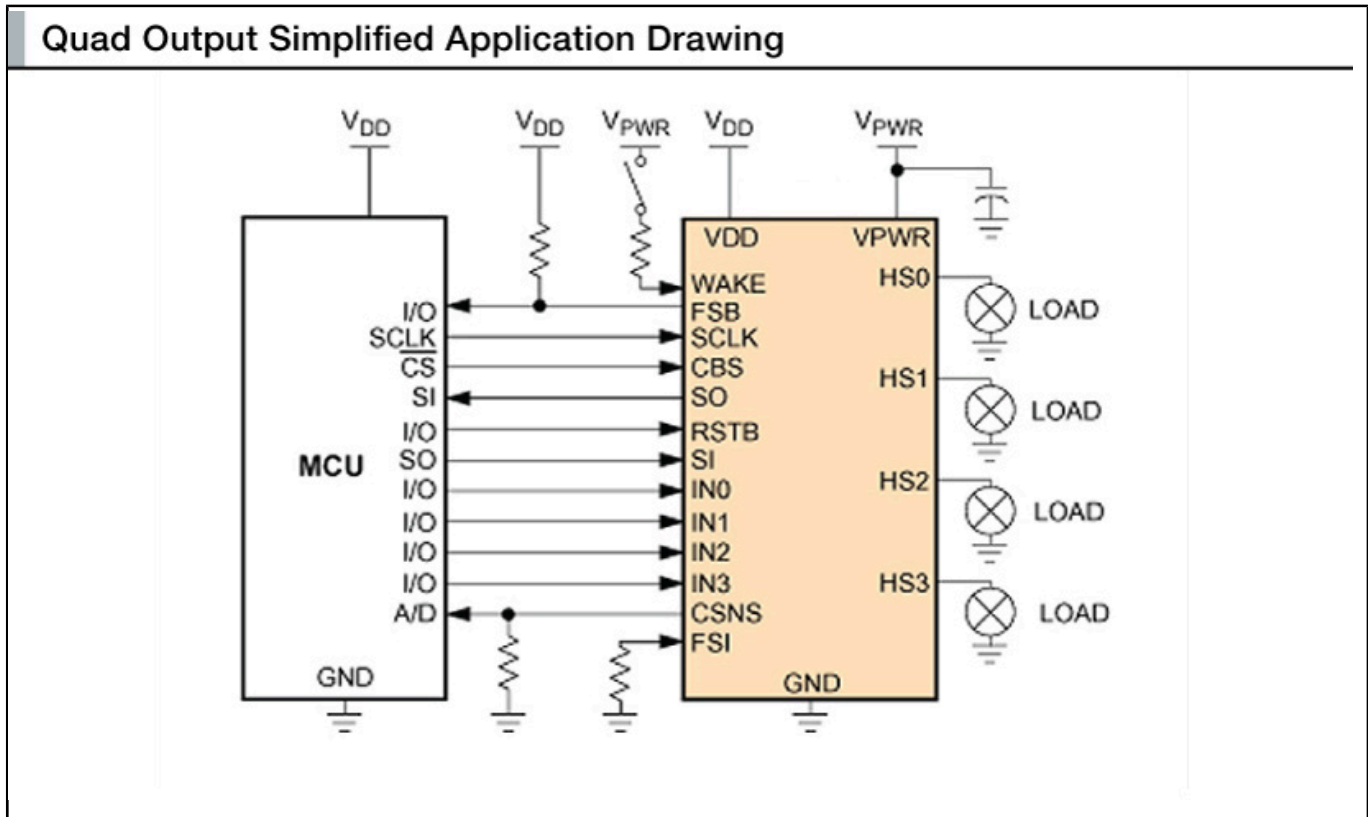 Quad Output Simplified Application Drawing
VDD
VDD
VPWR
VDD
VPWR
VDD
VPWR
WAKE
HS0
LOAD
I/O
FSB
SCLK
SCLK
CS
CBS
HS1
LOAD
SI
SO
I/O
RSTB
MCU
SO
SI
HS2
LOAD
I/O
IN0
I/O
IN1
I/O
IN2
I/O
IN3
HS3
LOAD
A/D
CSNS
FSI
GND
GND